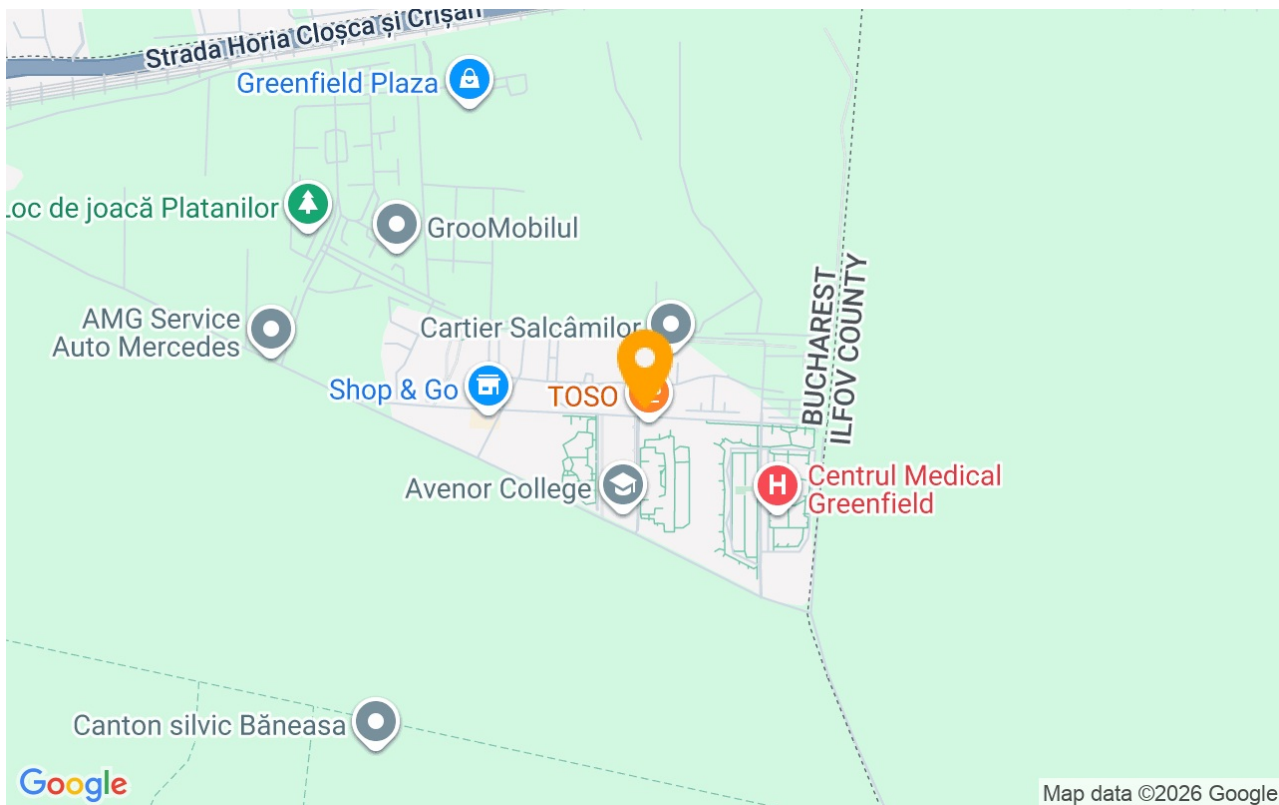 Strada Horia Cloșca și Crișan
Greenfield Plaza
Loc de joacă Platanilor
GrooMobilul
AMG Service
Auto Mercedes
Cartier Salcâmilor
BUCHAREST
ILFOV COUNTY
Shop & Go
TOSO
Avenor College
H
Centrul Medical
Greenfield
Canton silvic Băneasa
Google
Map data ©2026 Google